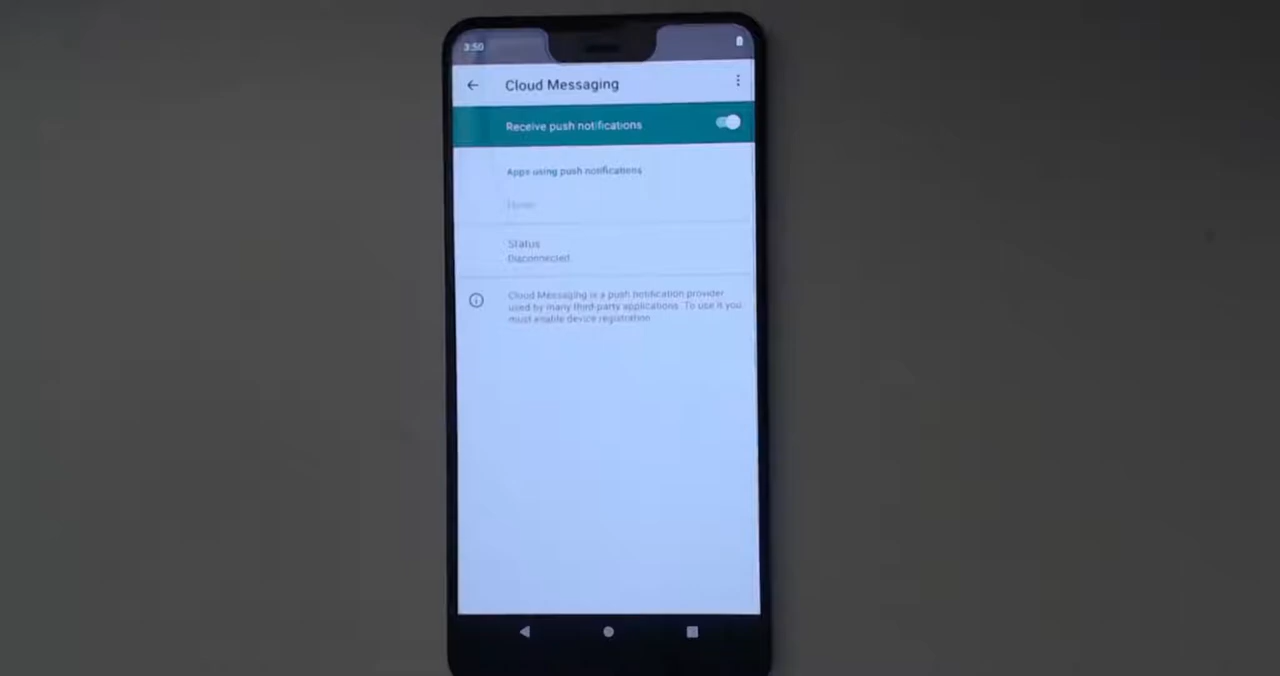 3:50
Cloud Messaging
Receive push notifications
Apps using push notifications
Status
Disconnected
Cloud Messaging is a push notification provider
used by many third-party applications. To use it you
must enable device registration.